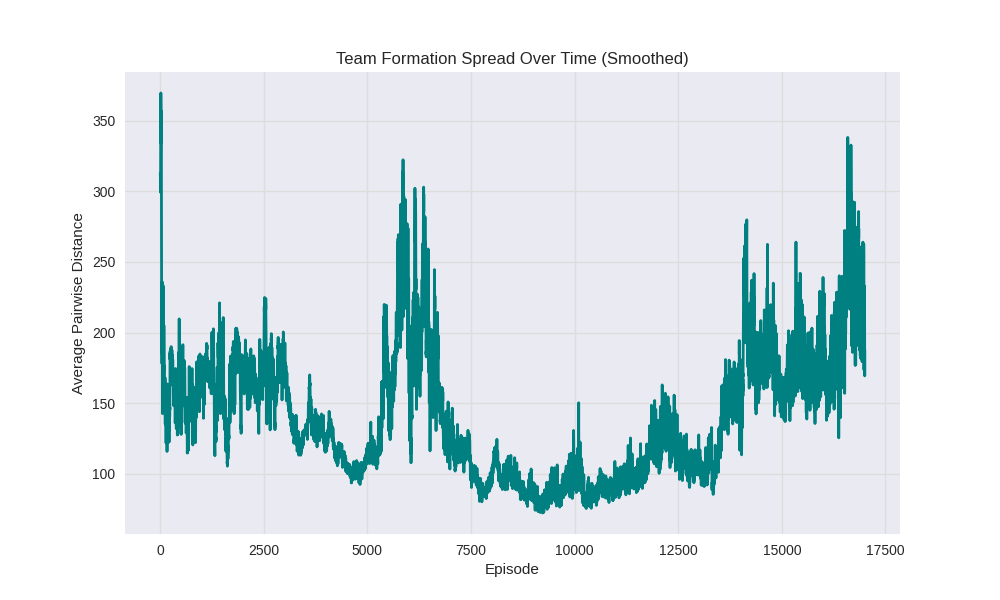 Team Formation Spread Over Time (Smoothed)
Average Pairwise Distance
350
300
250
200
150
100
0 2500 5000 7500 10000 12500 15000 17500
Episode